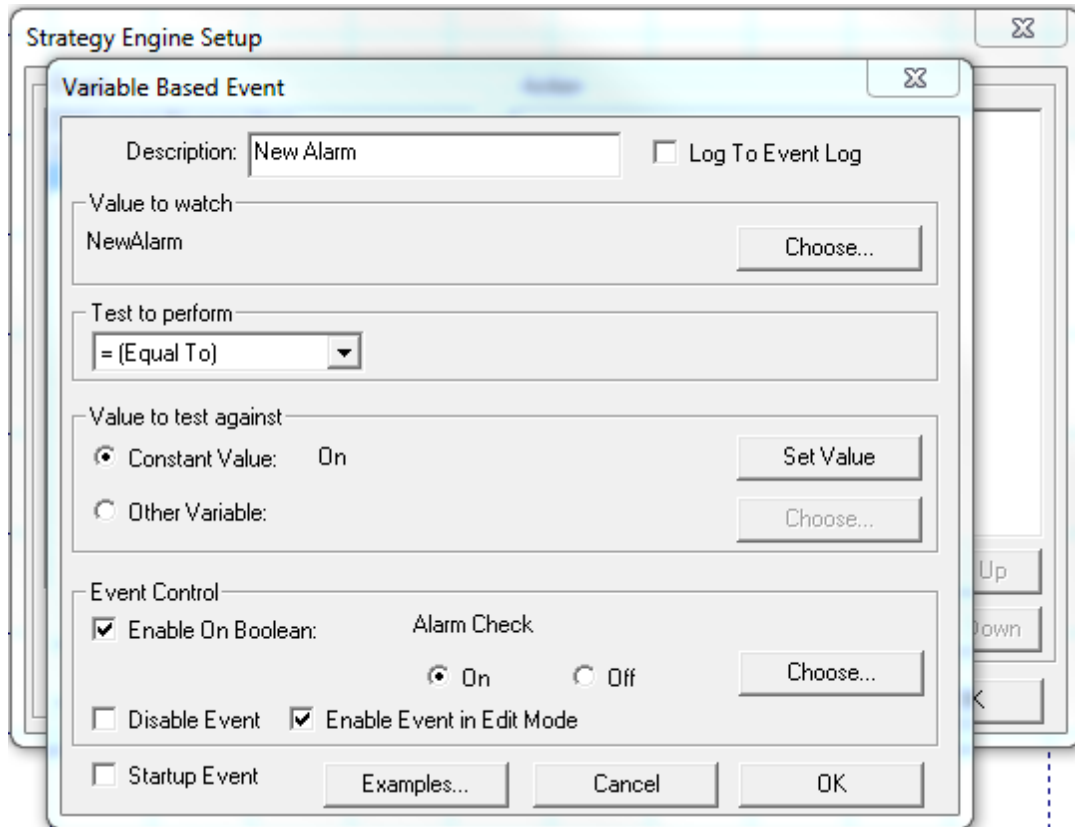 Strategy Engine Setup
Variable Based Event
Description: New Alarm
Log To Event Log
Value to watch
NewAlarm
Choose...
Test to perform
= (Equal To)
Value to test against
Constant Value: On
Set Value
Other Variable:
Choose...
Event Control
Enable On Boolean: Alarm Check
On Off
Choose...
Disable Event Enable Event in Edit Mode
Startup Event
Examples...
Cancel
OK
Up
Down